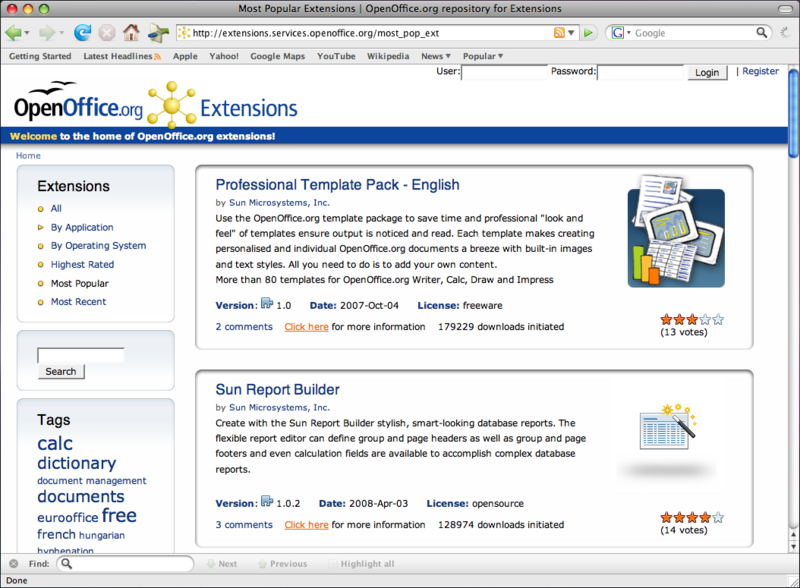 Most Popular Extensions | OpenOffice.org repository for Extensions
http://extensions.services.openoffice.org/most_pop_ext
G
Google
Getting Started Latest Headlines Apple Yahoo! Google Maps YouTube Wikipedia News Popular
User: Password: Login | Register
OpenOffice.org Extensions
Welcome to the home of OpenOffice.org extensions!
Home
Extensions
All
By Application
By Operating System
Highest Rated
Most Popular
Most Recent
Search
Tags
calc
dictionary
document management
documents
eurooffice free
french hungarian
hyphenation
Professional Template Pack - English
by Sun Microsystems, Inc.
Use the OpenOffice.org template package to save time and professional "look and
feel" of templates ensure output is noticed and read. Each template makes creating
personalised and individual OpenOffice.org documents a breeze with built-in images
and text styles. All you need to do is to add your own content.
More than 80 templates for OpenOffice.org Writer, Calc, Draw and Impress
Version: 1.0 Date: 2007-Oct-04 License: freeware
2 comments Click here for more information 179229 downloads initiated
(13 votes)
Sun Report Builder
by Sun Microsystems, Inc.
Create with the Sun Report Builder stylish, smart-looking database reports. The
flexible report editor can define group and page headers as well as group and page
footers and even calculation fields are available to accomplish complex database
reports.
Version: 1.0.2 Date: 2008-Apr-03 License: opensource
3 comments Click here for more information 128974 downloads initiated
(14 votes)
Find: Next Previous Highlight all
Done